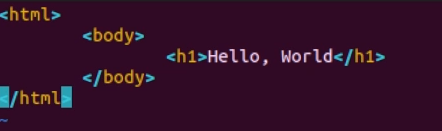 <html>
<body>
<h1>Hello, World</h1>
</body>
</html>
~